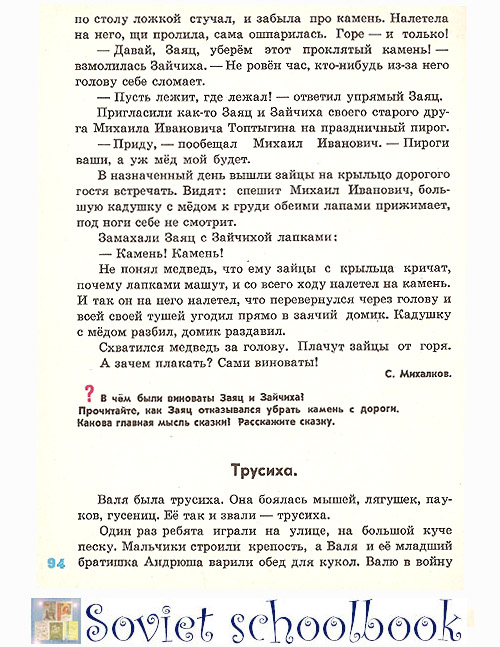 по столу ложкой стучал, и забыла про камень. Налетела
на него, щи пролила, сама ошпарилась. Горе — и только!
— Давай, Заяц, уберём этот проклятый камень! —
взмолилась Зайчиха. — Не ровён час, кто-нибудь из-за него
голову себе сломает.
— Пусть лежит, где лежал! — ответил упрямый Заяц.
Пригласили как-то Заяц и Зайчиха своего старого дру-
га Михаила Ивановича Топтыгина на праздничный пирог.
— Приду, — пообещал Михаил Иванович. — Пироги
ваши, а уж мёд мой будет.
В назначенный день вышли зайцы на крыльцо дорогого
гостя встречать. Видят: спешит Михаил Иванович, боль-
шую кадушку с мёдом к груди обеими лапами прижимает,
под ноги себе не смотрит.
Замахали Заяц с Зайчихой лапками:
— Камень! Камень!
Не понял медведь, что ему зайцы с крыльца кричат,
почему лапками машут, и со всего ходу налетел на камень.
И так он на него налетел, что перевернулся через голову и
всей своей тушей угодил прямо в заячий домик. Кадушку
с мёдом разбил, домик раздавил.
Схватился медведь за голову. Плачут зайцы от горя.
А зачем плакать? Сами виноваты!
С. Михалков.
? В чём были виноваты Заяц и Зайчиха?
Прочитайте, как Заяц отказывался убрать камень с дороги.
Какова главная мысль сказки? Расскажите сказку.
Трусиха.
Валя была трусиха. Она боялась мышей, лягушек, пау-
ков, гусениц. Её так и звали — трусиха.
Один раз ребята играли на улице, на большой куче
песку. Мальчики строили крепость, а Валя и её младший
братишка Андрюша варили обед для кукол. Валю в войну
94
Soviet schoolbook